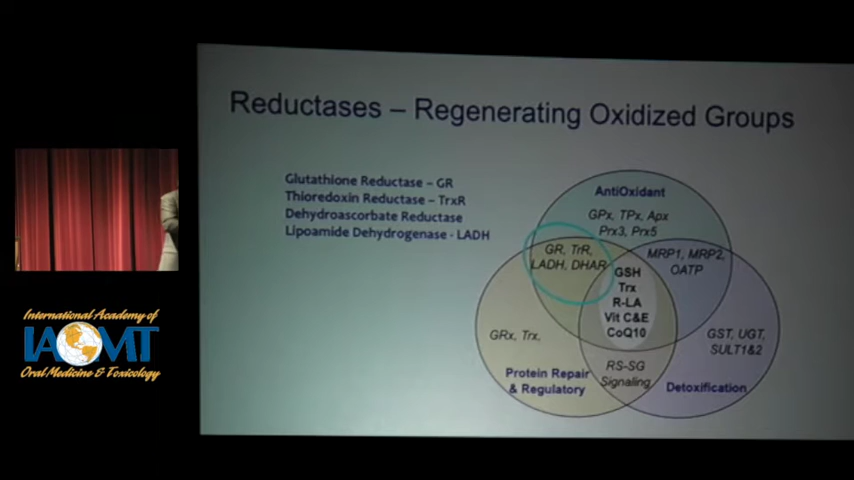 Reductases – Regenerating Oxidized Groups
Glutathione Reductase – GR
Thioredoxin Reductase – TrxR
Dehydroascorbate Reductase
Lipoamide Dehydrogenase - LADH
AntiOxidant
GPx, TPx, Apx
Prx3, Prx5
GR, TrR,
LADH, DHAR
MRP1, MRP2,
OATP
GSH
Trx
R-LA
Vit C&E
CoQ10
GRx, Trx,
GST, UGT,
SULT1&2
Protein Repair
& Regulatory
RS-SG
Signaling
Detoxification
International Academy of
IAOMT
Oral Medicine & Toxicology